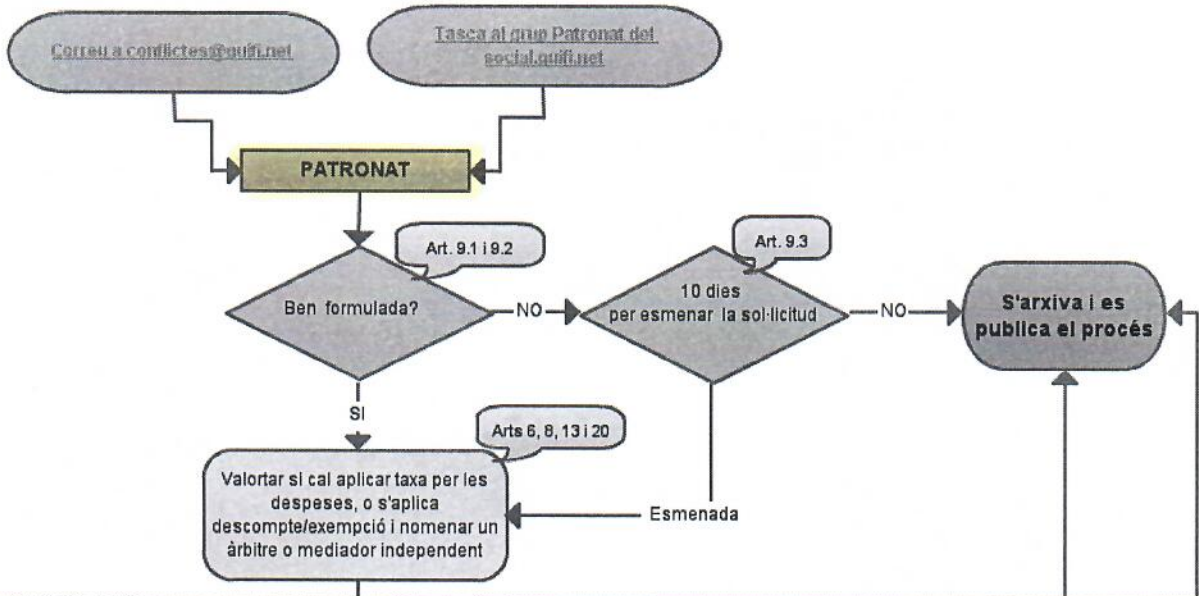 Correu a conflictes@guifi.net
Tasca al grup Patronat del
social.guifi.net
PATRONAT
Art. 9.1 i 9.2
Art. 9.3
Ben formulada?
NO
10 dies
per esmenar la sol·licitud
NO
S'arxiva i es
publica el procés
SI
Arts 6, 8, 13 i 20
Valortar si cal aplicar taxa per les
despeses, o s'aplica
descompte/exempció i nomenar un
àrbitre o mediador independent
Esmenada